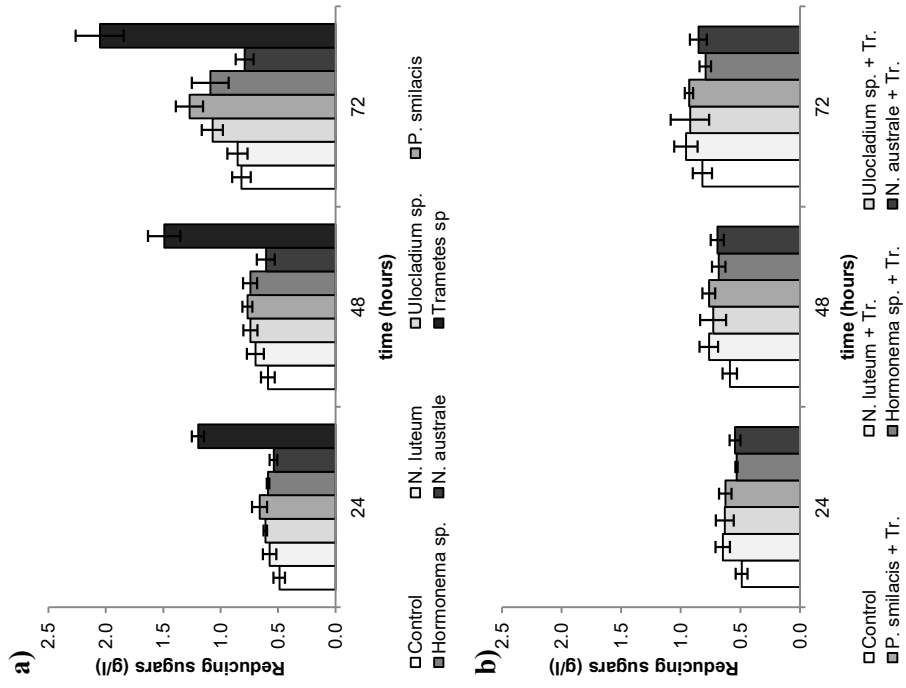 a)
Reducing sugars (g/l)
2.5
2.0
1.5
1.0
0.5
0.0
24
48
72
time (hours)
Control
N. luteum
Ulocladium sp.
P. smilacis
Hormonema sp.
N. australe
Trametes sp
b)
Reducing sugars (g/l)
2.5
2.0
1.5
1.0
0.5
0.0
24
48
72
time (hours)
Control
N. luteum + Tr.
Ulocladium sp. + Tr.
P. smilacis + Tr.
Hormonema sp. + Tr.
N. australe + Tr.